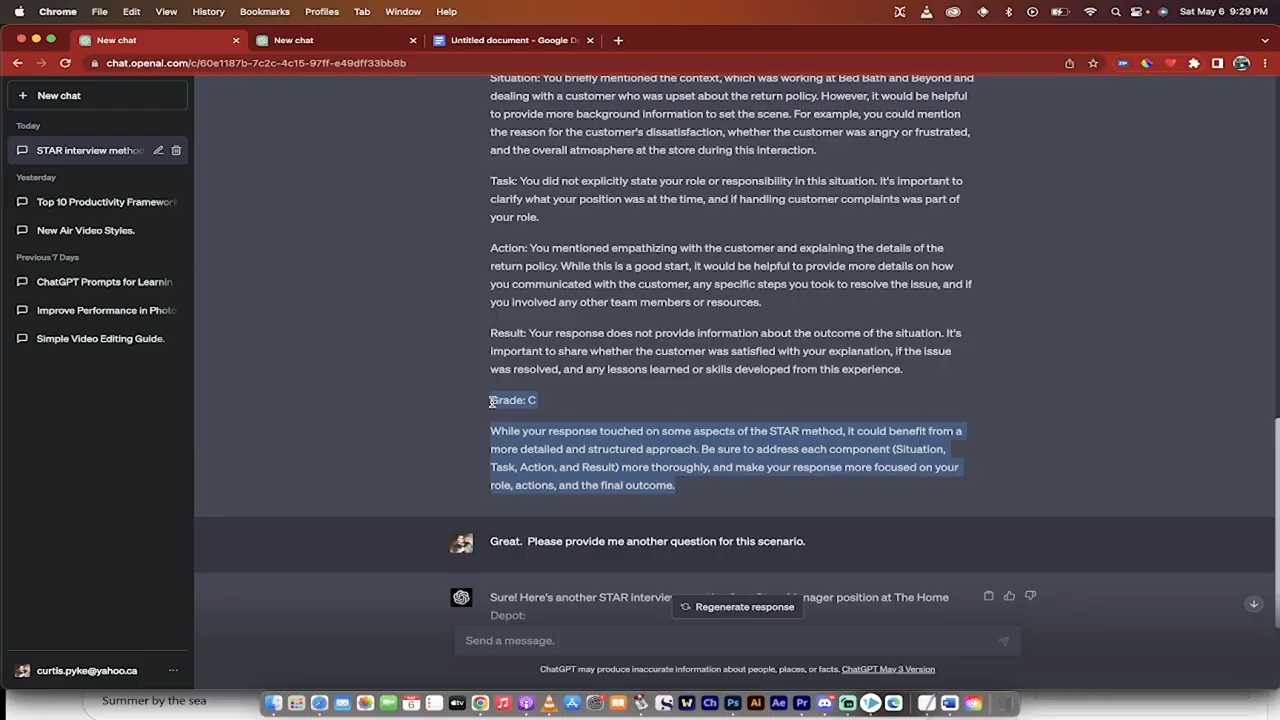 Chrome File Edit View History Bookmarks Profiles Tab Window Help Sat May 6 9:29 PM
New chat New chat Untitled document - Google D
chat.openai.com/c/60e1187b-7c2c-4c15-97ff-e49dff33bbb8
New chat
Today
STAR interview method
Yesterday
Top 10 Productivity Framework
New Air Video Styles.
Previous 7 Days
ChatGPT Prompts for Learnin
Improve Performance in Photo
Simple Video Editing Guide.
curtis.pyke@yahoo.ca
Situation: You briefly mentioned the context, which was working at Bed Bath and Beyond and
dealing with a customer who was upset about the return policy. However, it would be helpful
to provide more background information to set the scene. For example, you could mention
the reason for the customer's dissatisfaction, whether the customer was angry or frustrated,
and the overall atmosphere at the store during this interaction.
Task: You did not explicitly state your role or responsibility in this situation. It's important to
clarify what your position was at the time, and if handling customer complaints was part of
your role.
Action: You mentioned empathizing with the customer and explaining the details of the
return policy. While this is a good start, it would be helpful to provide more details on how
you communicated with the customer, any specific steps you took to resolve the issue, and if
you involved any other team members or resources.
Result: Your response does not provide information about the outcome of the situation. It's
important to share whether the customer was satisfied with your explanation, if the issue
was resolved, and any lessons learned or skills developed from this experience.
Grade: C
While your response touched on some aspects of the STAR method, it could benefit from a
more detailed and structured approach. Be sure to address each component (Situation,
Task, Action, and Result) more thoroughly, and make your response more focused on your
role, actions, and the final outcome.
Great. Please provide me another question for this scenario.
Sure! Here's another STAR interview Manager position at The Home
Depot:
Regenerate response
Send a message.
ChatGPT may produce inaccurate information about people, places, or facts. ChatGPT May 3 Version
Summer by the sea